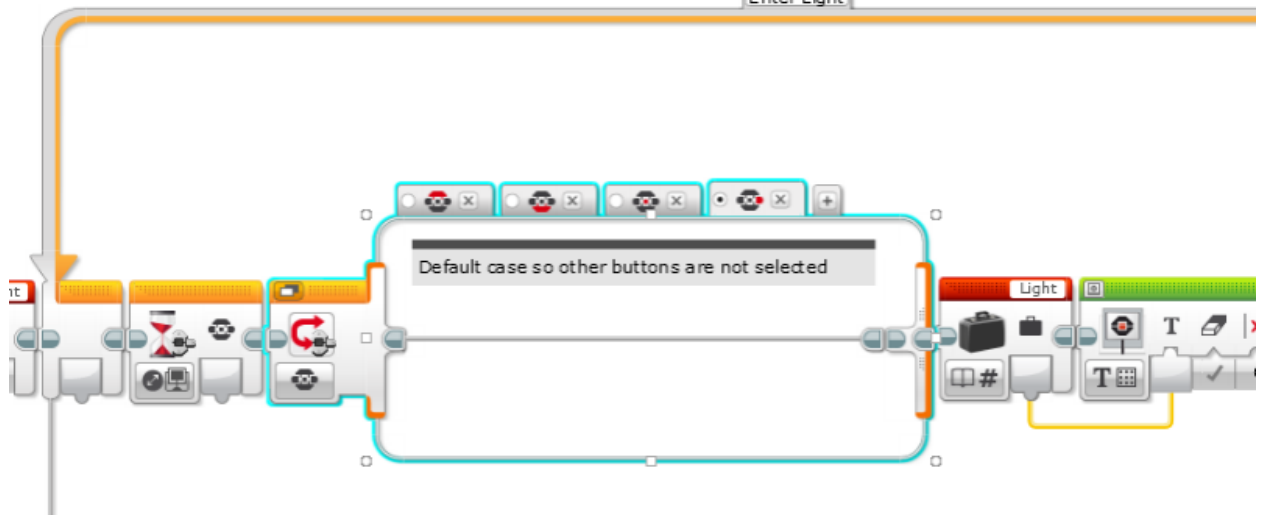 Enter Light
Default case so other buttons are not selected
nt
Light
#
T
T